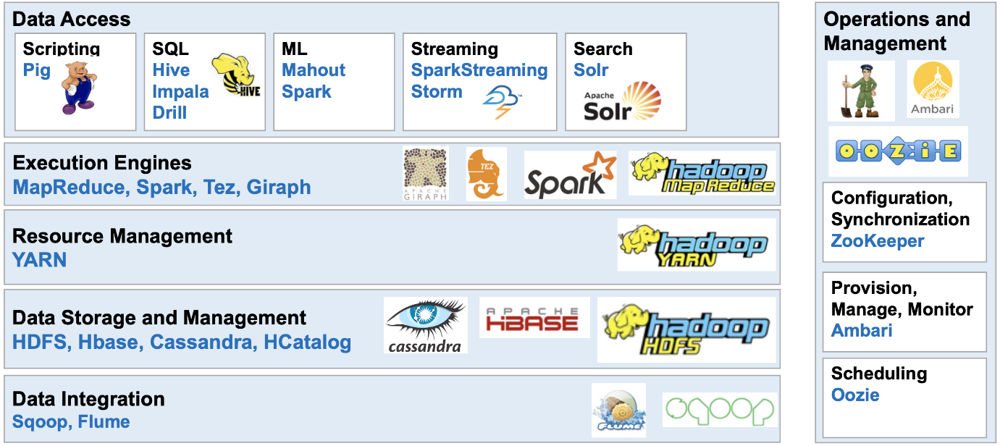 Data Access
Scripting
Pig
SQL
Hive
Impala
Drill
HIVE
ML
Mahout
Spark
Streaming
SparkStreaming
Storm
™
Search
Solr
Apache
Solr
Execution Engines
MapReduce, Spark, Tez, Giraph
APACHE
GIRAPH
TEZ
Spark
hadoop
MapReduce
Resource Management
YARN
hadoop
YARN
Data Storage and Management
HDFS, Hbase, Cassandra, HCatalog
cassandra
APACHE
HBASE
hadoop
HDFS
Data Integration
Sqoop, Flume
FLUME
sqoop
Operations and
Management
Ambari
OOZiE
Configuration,
Synchronization
ZooKeeper
Provision,
Manage, Monitor
Ambari
Scheduling
Oozie